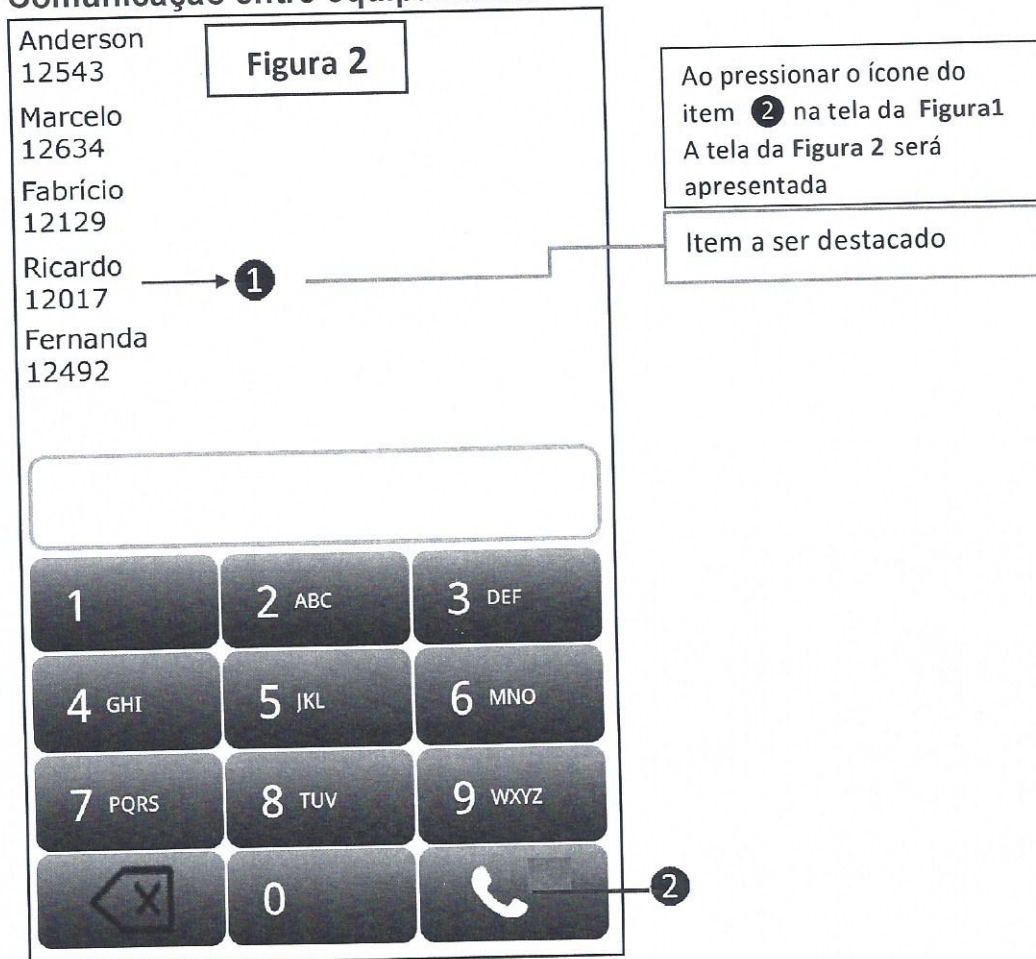 Comunicação entre equip
Anderson
12543
Figura 2
Marcelo
12634
Fabrício
12129
Ricardo
12017
1
Fernanda
12492
Ao pressionar o ícone do
item 2 na tela da Figura1
A tela da Figura 2 será
apresentada
Item a ser destacado
1
2 ABC
3 DEF
4 GHI
5 JKL
6 MNO
7 PQRS
8 TUV
9 WXYZ
X
0
2